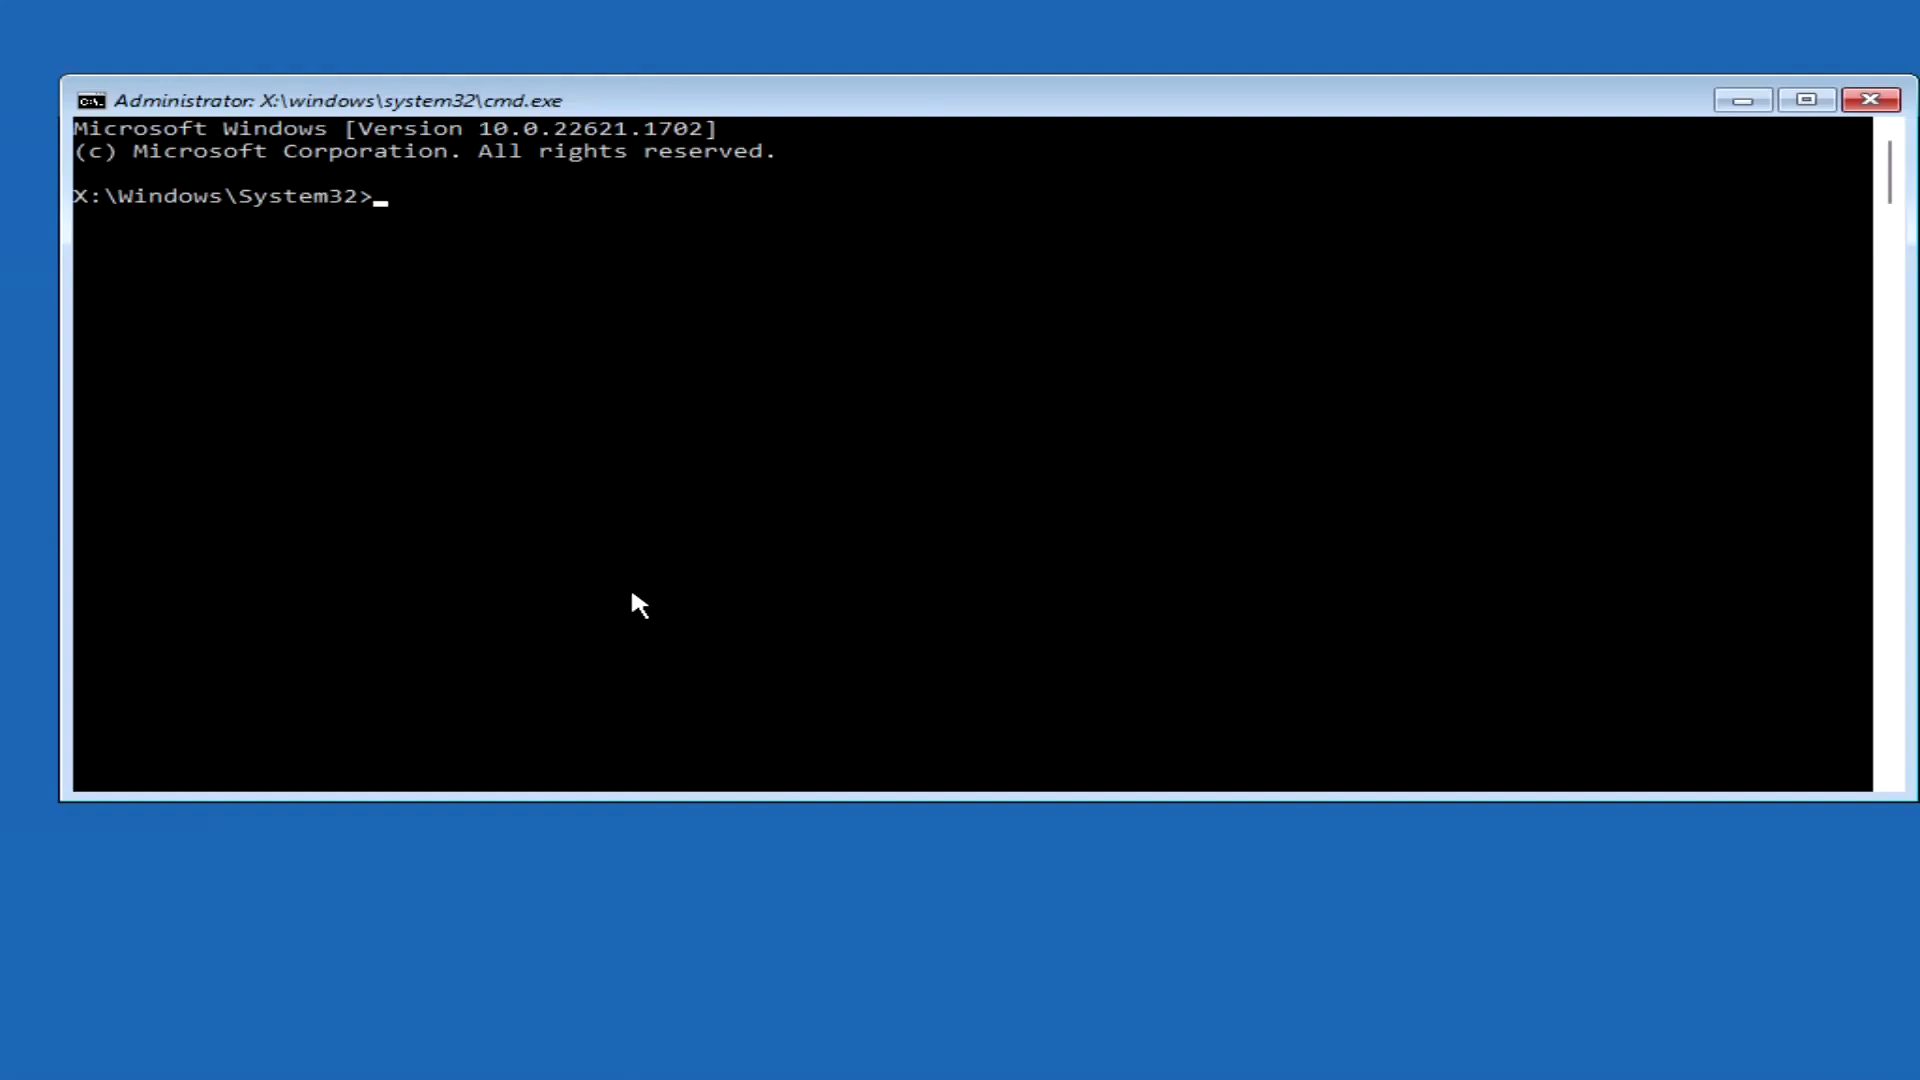 Administrator: X:\windows\system32\cmd.exe
Microsoft Windows [Version 10.0.22621.1702]
(c) Microsoft Corporation. All rights reserved.
X:\Windows\System32>